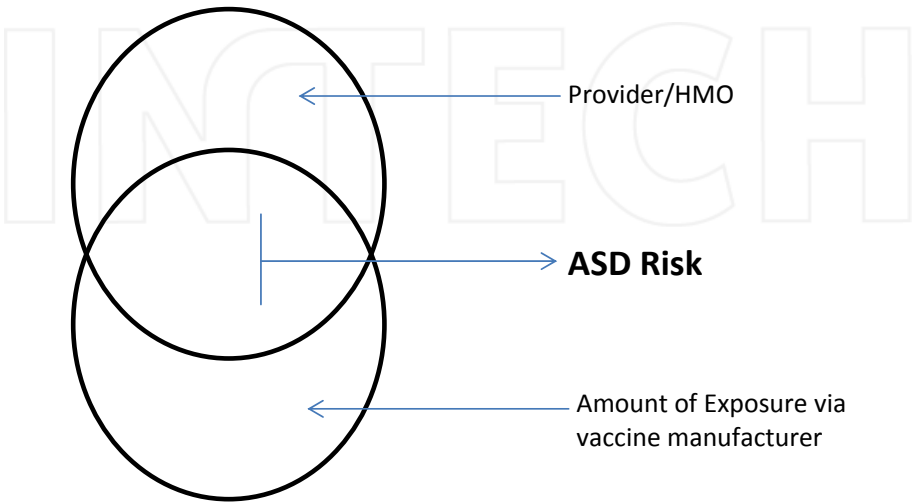 INTECH
Provider/HMO
ASD Risk
Amount of Exposure via
vaccine manufacturer